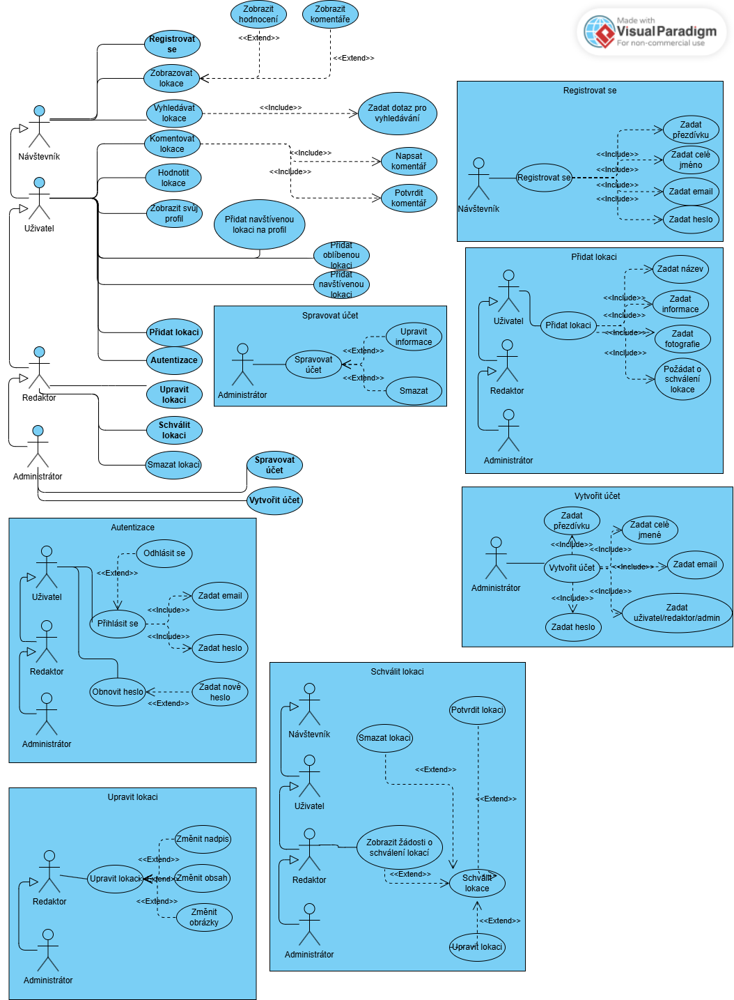 Zobrazit
hodnocení
Zobrazit
komentáře
Made with
Visual Paradigm
For non-commercial use
<<Extend>>
<<Extend>>
Registrovat
se
Zobrazovat
lokace
Vyhledávat
lokace
<<Include>>
Zadat dotaz pro
vyhledávání
Návštevník
Komentovat
lokace
<<Include>>
<<Include>>
Napsat
komentář
Potvrdit
komentář
Hodnotit
lokace
Uživatel
Zobrazit svůj
profil
Přidat navštívenou
lokaci na profil
Přidat
oblíbenou
lokaci
Přidat
navštívenou
lokaci
Přidat lokaci
Autentizace
Redaktor
Upravit
lokaci
Schválit
lokaci
Smazat lokaci
Administrátor
Spravovat
účet
Vytvořit účet
Registrovat se
Zadat
přezdívku
<<Include>>
Zadat celé
jméno
<<Include>>
Návštevník
Registrovat se
<<Include>>
Zadat email
<<Include>>
Zadat heslo
Přidat lokaci
Zadat název
<<Include>>
Zadat
informace
<<Include>>
Uživatel
Přidat lokaci
<<Include>>
Zadat
fotografie
<<Include>>
Požádat o
schválení
lokace
Redaktor
Administrátor
Spravovat účet
Upravit
informace
<<Extend>>
Spravovat
účet
<<Extend>>
Smazat
Administrátor
Vytvořit účet
Zadat
přezdívku
Zadat celé
jmené
<<Include>>
<<Include>>
Vytvořit účet
<<Include>>
Zadat email
Administrátor
<<Include>>
<<Include>>
Zadat
uživatel/redaktor/admin
Zadat heslo
Autentizace
Odhlásit se
<<Extend>>
Uživatel
Zadat email
<<Include>>
Přihlásit se
<<Include>>
Zadat heslo
Redaktor
Obnovit heslo
Zadat nové
heslo
<<Extend>>
Administrátor
Schválit lokaci
Návštevník
Potvrdit lokaci
Smazat lokaci
<<Extend>>
<<Extend>>
Uživatel
Zobrazit žádosti o
schválení lokací
<<Extend>>
Redaktor
Schválit
lokace
<<Extend>>
Upravit lokaci
Administrátor
Upravit lokaci
Změnit nadpis
<<Extend>>
Upravit lokaci
<<Extend>>
Změnit obsah
<<Extend>>
Změnit
obrázky
Redaktor
Administrátor